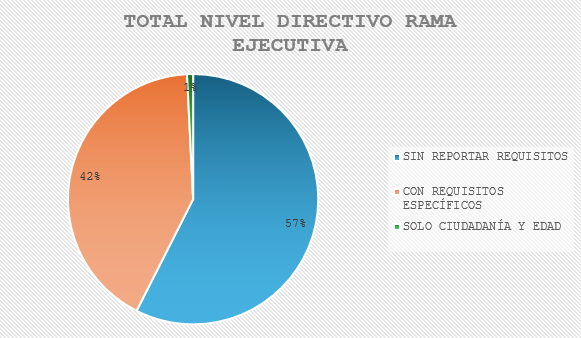 TOTAL NIVEL DIRECTIVO RAMA
EJECUTIVA
1%
42%
57%
SIN REPORTAR REQUISITOS
CON REQUISITOS
ESPECÍFICOS
SOLO CIUDADANÍA Y EDAD